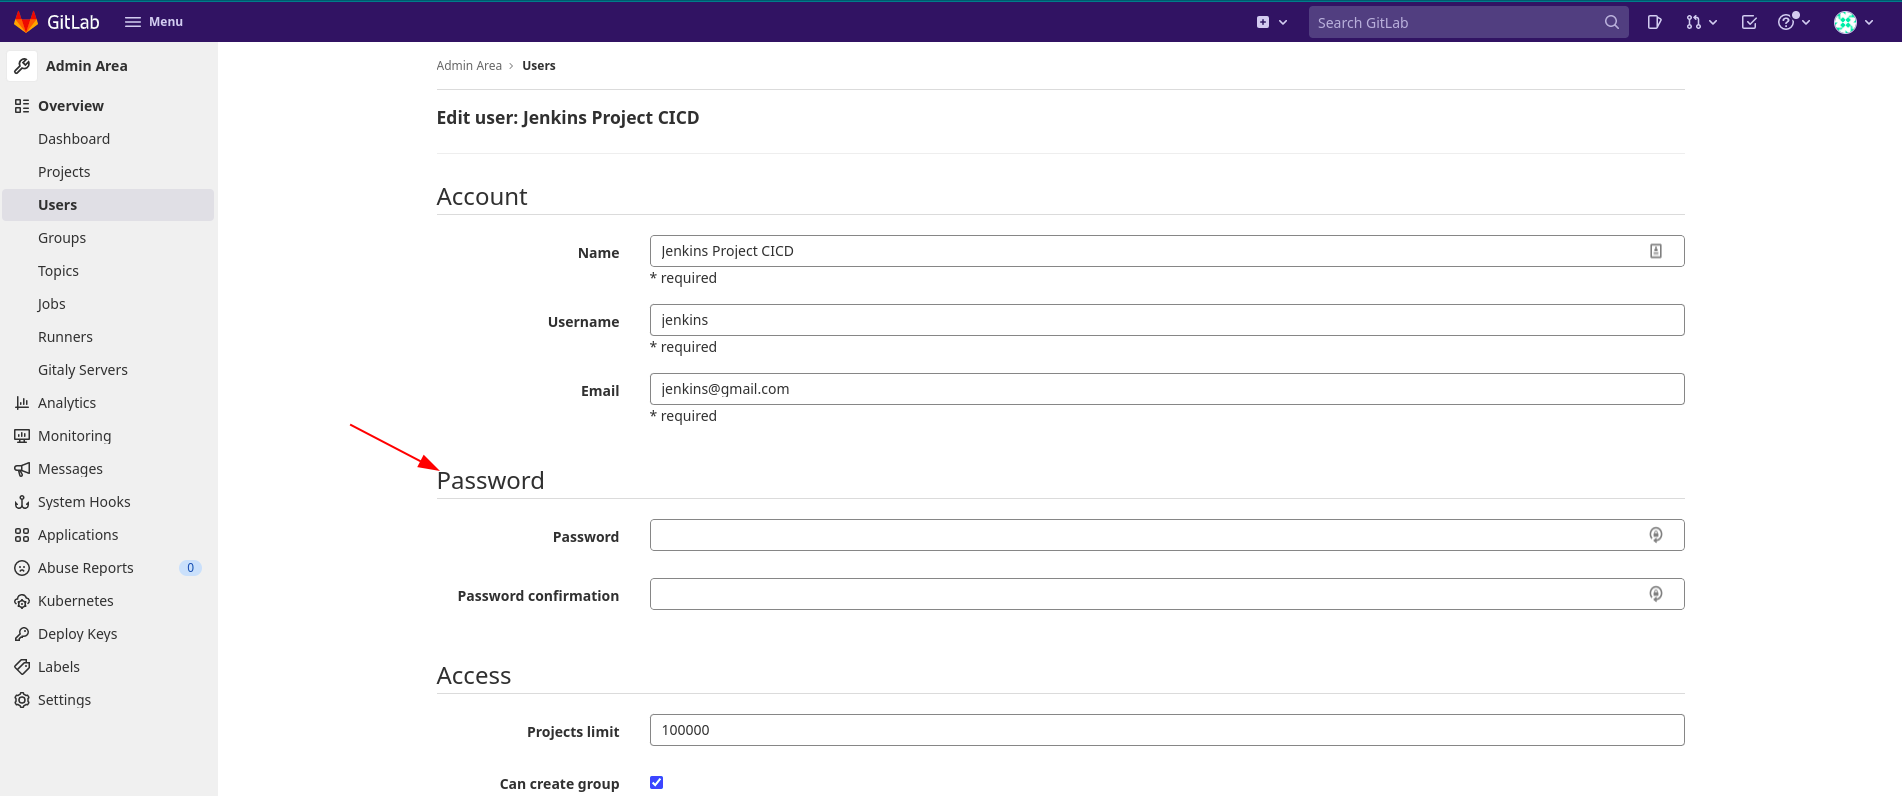 GitLab
Menu
Search GitLab
Admin Area
Overview
Dashboard
Projects
Users
Groups
Topics
Jobs
Runners
Gitaly Servers
Analytics
Monitoring
Messages
System Hooks
Applications
Abuse Reports 0
Kubernetes
Deploy Keys
Labels
Settings
Admin Area > Users
Edit user: Jenkins Project CICD
Account
Name Jenkins Project CICD
* required
Username jenkins
* required
Email jenkins@gmail.com
* required
Password
Password
Password confirmation
Access
Projects limit 100000
Can create group